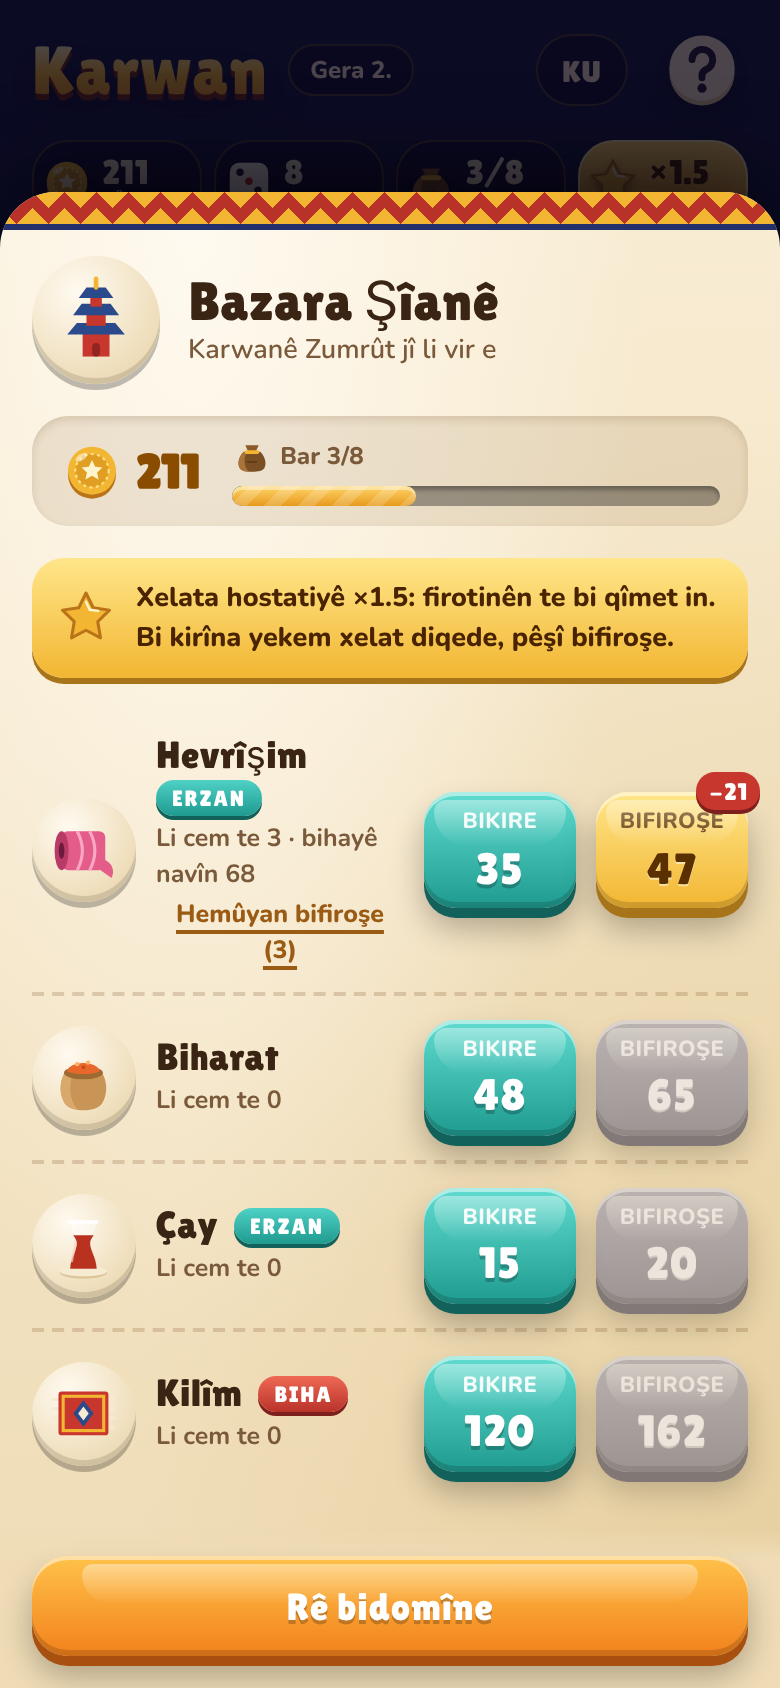 Karwan
Gera 2.
KU
?
211
8
3/8
×1.5
Bazara Şîanê
Karwanê Zumrût jî li vir e
211
Bar 3/8
Xelata hostatiyê ×1.5: firotinên te bi qîmet in.
Bi kirîna yekem xelat diqede, pêşî bifiroşe.
Hevrîşim
ERZAN
Li cem te 3 · bihayê
navîn 68
Hemûyan bifiroşe
(3)
BIKIRE
35
−21
BIFIROŞE
47
Biharat
Li cem te 0
BIKIRE
48
BIFIROŞE
65
Çay
ERZAN
Li cem te 0
BIKIRE
15
BIFIROŞE
20
Kilîm
BIHA
Li cem te 0
BIKIRE
120
BIFIROŞE
162
Rê bidomîne